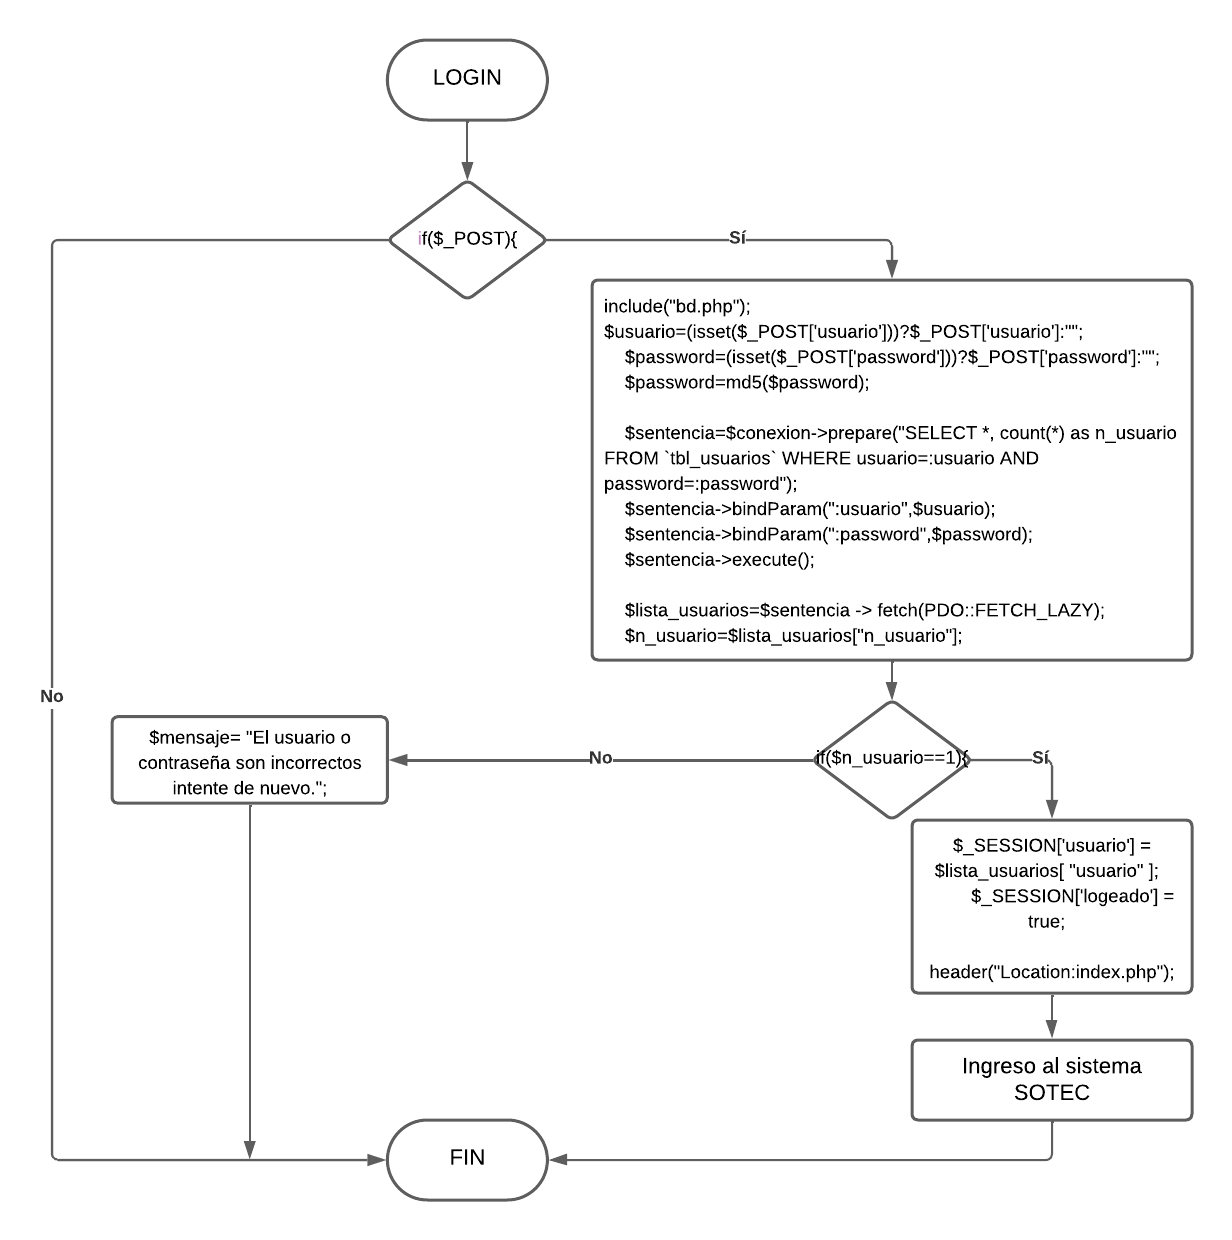 LOGIN
if($_POST){
Sí
include("bd.php");
$usuario=(isset($_POST['usuario']))?$_POST['usuario']:"";
$password=(isset($_POST['password']))?$_POST['password']:"";
$password=md5($password);
$sentencia=$conexion->prepare("SELECT *, count(*) as n_usuario
FROM `tbl_usuarios` WHERE usuario=:usuario AND
password=:password");
$sentencia->bindParam(":usuario",$usuario);
$sentencia->bindParam(":password",$password);
$sentencia->execute();
$lista_usuarios=$sentencia -> fetch(PDO::FETCH_LAZY);
$n_usuario=$lista_usuarios["n_usuario"];
No
$mensaje= "El usuario o
contraseña son incorrectos
intente de nuevo.";
No
if($n_usuario==1){
Sí
$_SESSION['usuario'] =
$lista_usuarios[ "usuario" ];
$_SESSION['logeado'] =
true;
header("Location:index.php");
Ingreso al sistema
SOTEC
FIN